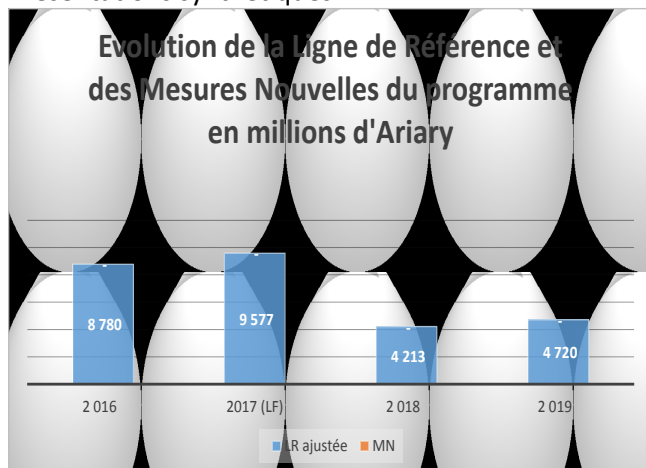 Evolution de la Ligne de Référence et
des Mesures Nouvelles du programme
en millions d'Ariary
8 780
9 577
4 213
4 720
2 016
2017 (LF)
2 018
2 019
LR ajustée
MN